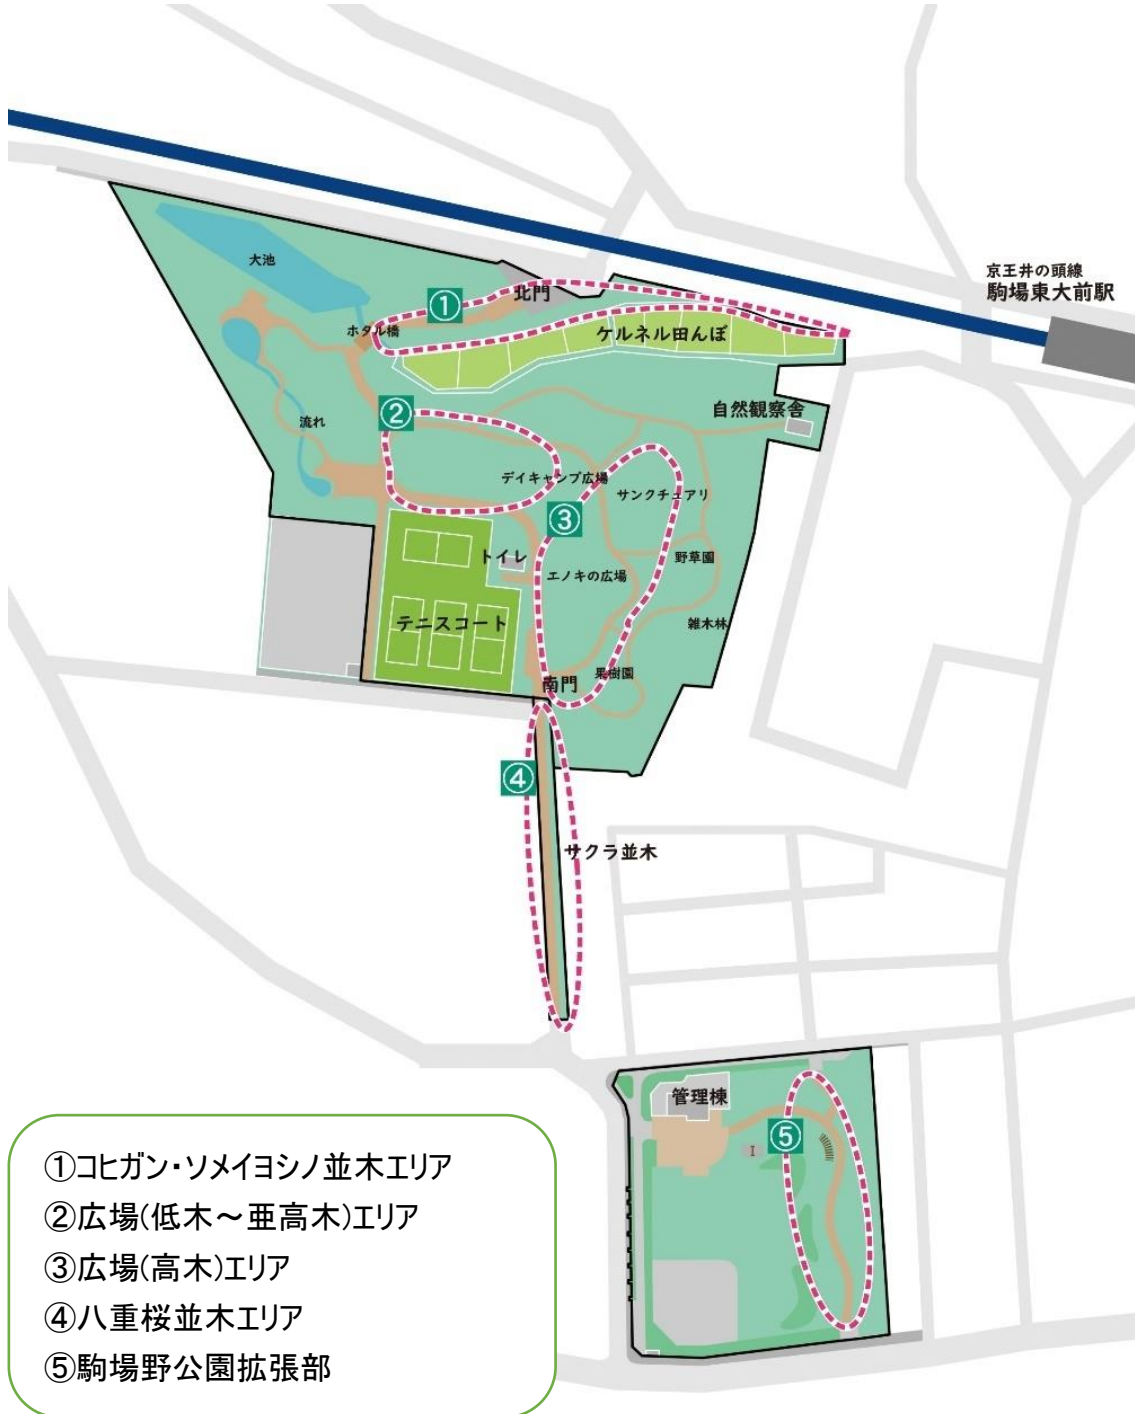 京王井の頭線
駒場東大前駅
大池
①
北門
ホタル橋
ケルネル田んぼ
②
自然観察舎
流れ
デイキャンプ広場
サンクチュアリ
③
トイレ
野草園
エノキの広場
テニスコート
雑木林
南門
果樹園
④
サクラ並木
管理棟
⑤
①コヒガン・ソメイヨシノ並木エリア
②広場(低木～亜高木)エリア
③広場(高木)エリア
④八重桜並木エリア
⑤駒場野公園拡張部